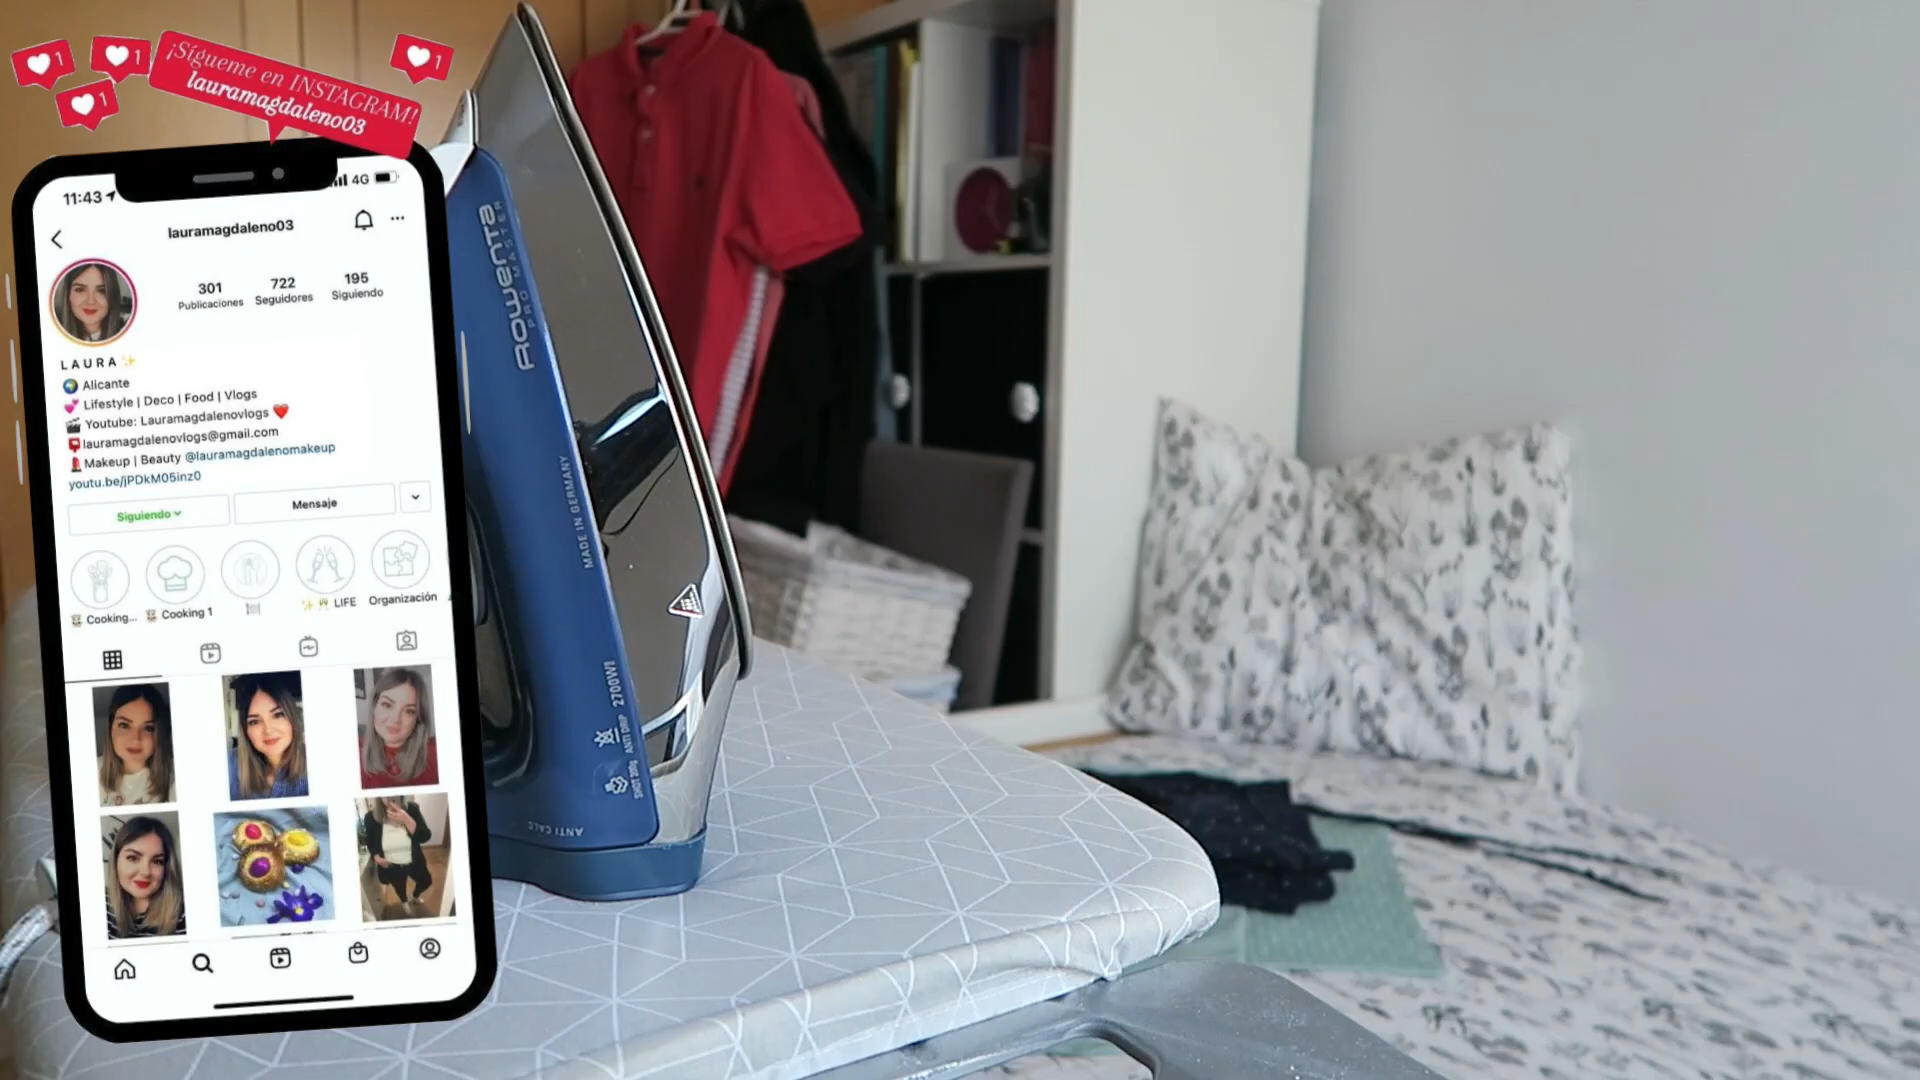 ¡Sígueme en INSTAGRAM!
lauramagdaleno03
1
1
1
1
11:43
4G
lauramagdaleno03
301
Publicaciones
722
Seguidores
195
Siguiendo
LAURA
Alicante
Lifestyle | Deco | Food | Vlogs
Youtube: Lauramagdalenovlogs
lauramagdalenovlogs@gmail.com
Makeup | Beauty @lauramagdalenomakeup
youtu.be/jPDkM05inz0
Siguiendo
Mensaje
Cooking...
Cooking 1
LIFE
Organización
Rowenta
PRO MASTER
MADE IN GERMANY
2700W
ANTI DRIP
SHOT 200g
ANTI CALC